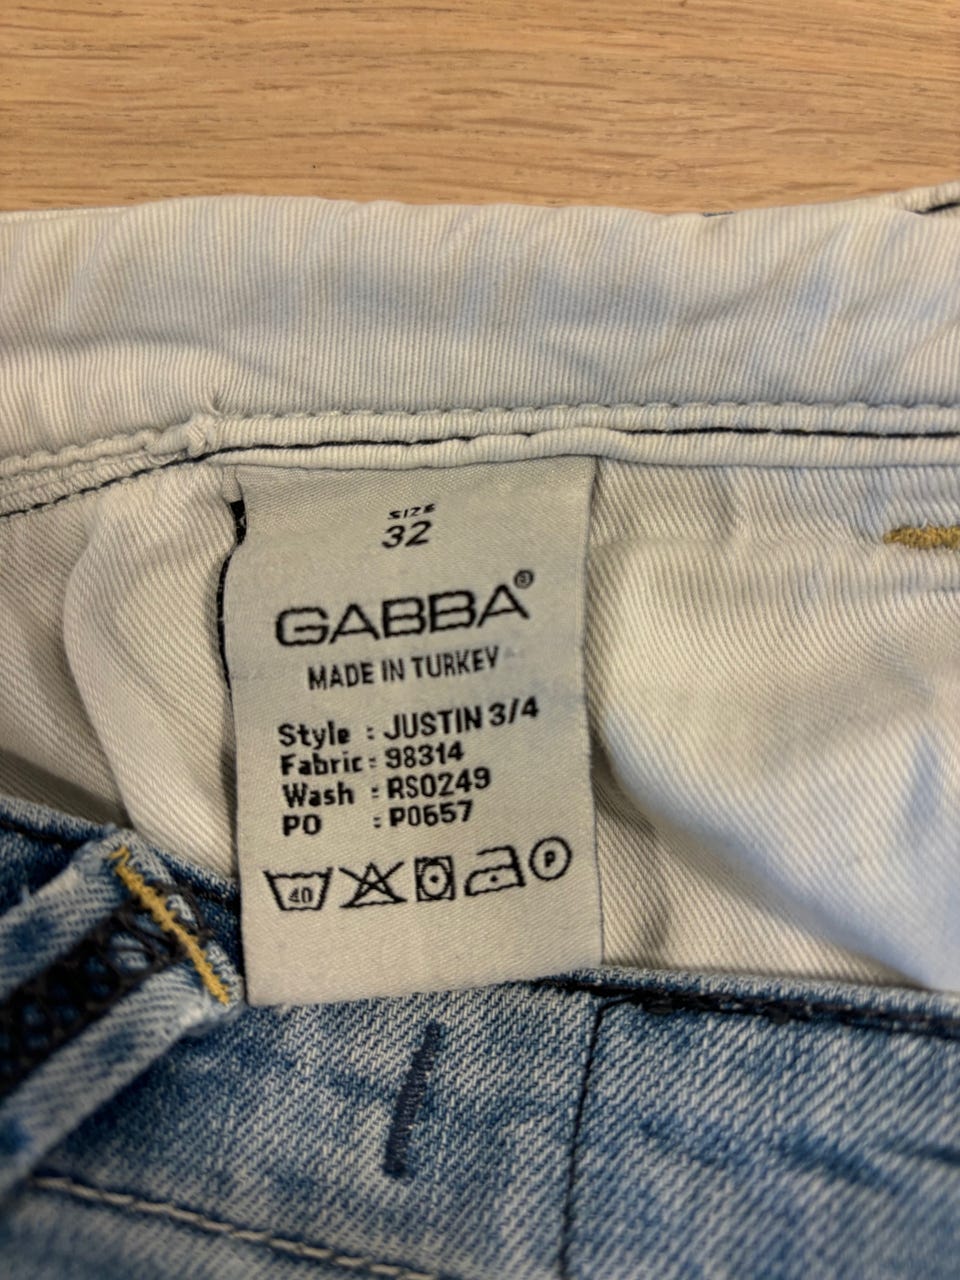 SIZE
32
GABBA®
MADE IN TURKEY
Style : JUSTIN 3/4
Fabric : 98314
Wash : RS0249
PO : P0657
40 P